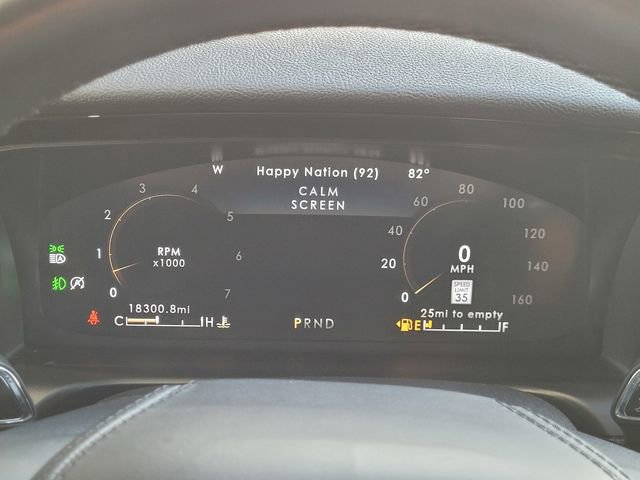 W Happy Nation (92) 82°
CALM
SCREEN
0 1 2 3 4 5 6 7
RPM
x1000
0 20 40 60 80 100 120 140 160
0
MPH
SPEED
LIMIT
35
A
18300.8mi
25mi to empty
C H
PRND
E F